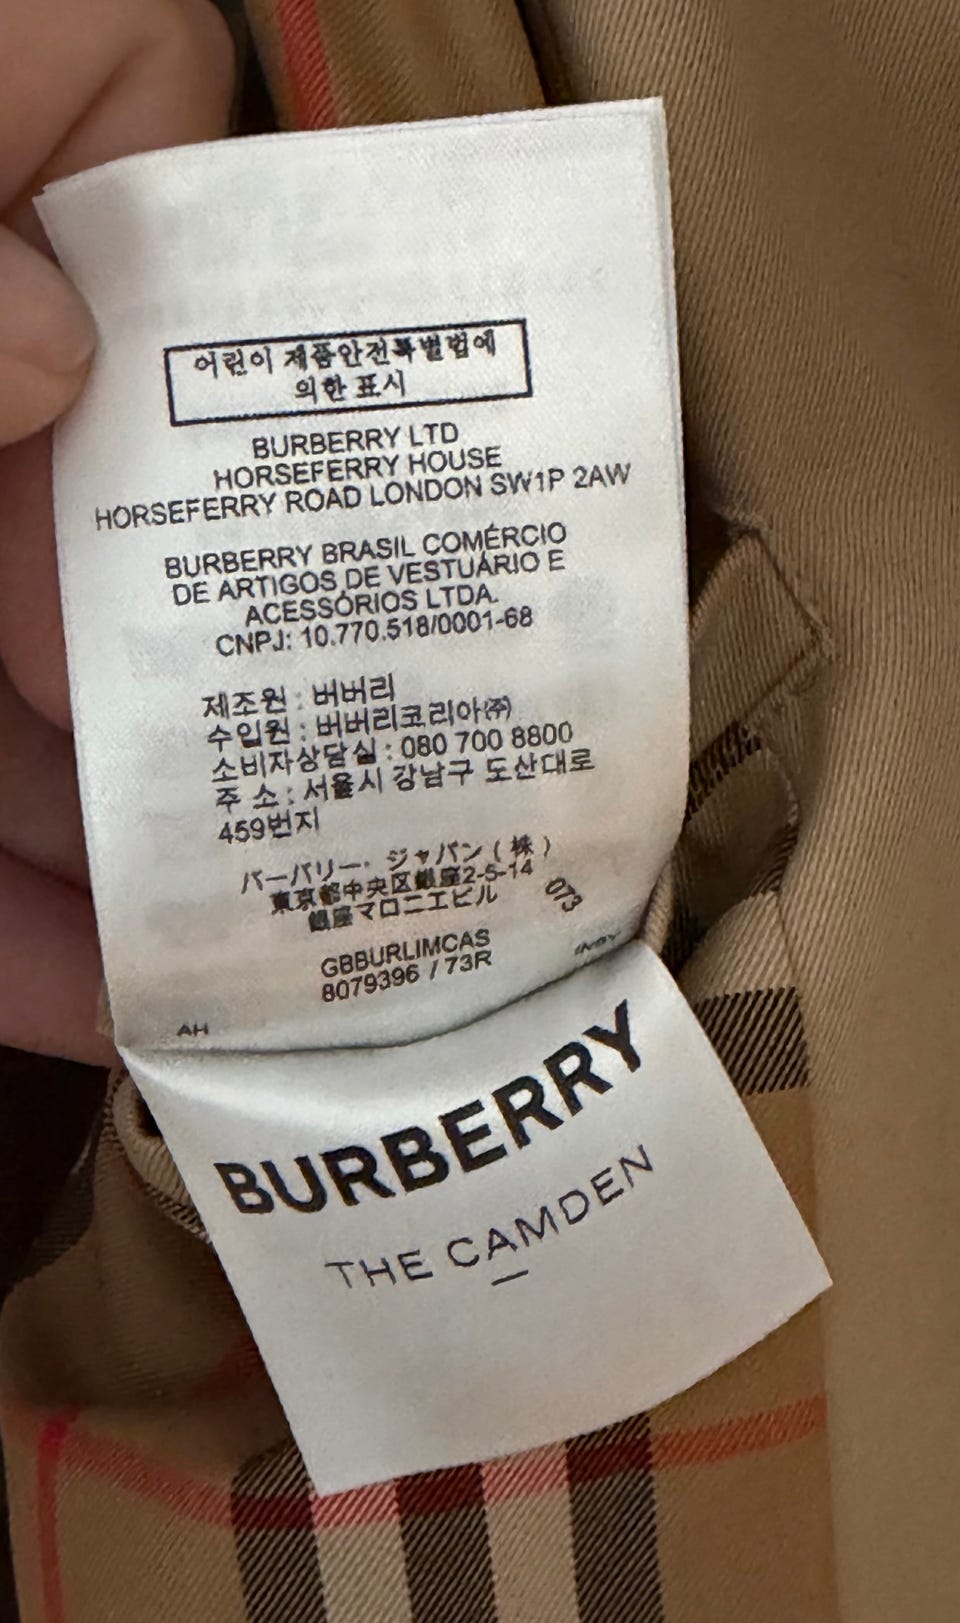 어린이 제품안전특별법에
의한 표시
BURBERRY LTD
HORSEFERRY HOUSE
HORSEFERRY ROAD LONDON SW1P 2AW
BURBERRY BRASIL COMÉRCIO
DE ARTIGOS DE VESTUÁRIO E
ACESSÓRIOS LTDA.
CNPJ: 10.770.518/0001-68
제조원 : 버버리
수입원 : 버버리코리아㈜
소비자상담실 : 080 700 8800
주 소 : 서울시 강남구 도산대로
459번지
バーバリー・ジャパン ( 株 )
東京都中央区銀座2-5-14
銀座マロニエビル
073
GBBURLIMCAS
8079396 / 73R
AH
BURBERRY
THE CAMDEN